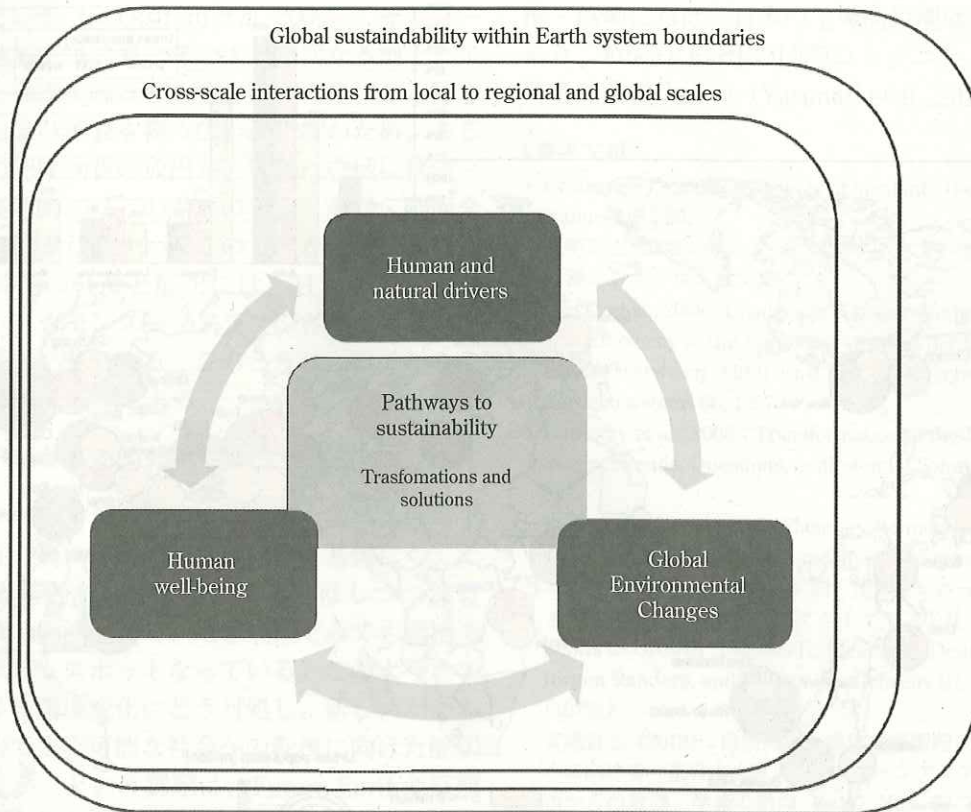 Global sustaindability within Earth system boundaries
Cross-scale interactions from local to regional and global scales
Human and
natural drivers
Pathways to
sustainability
Trasfomations and
solutions
Human
well-being
Global
Environmental
Changes